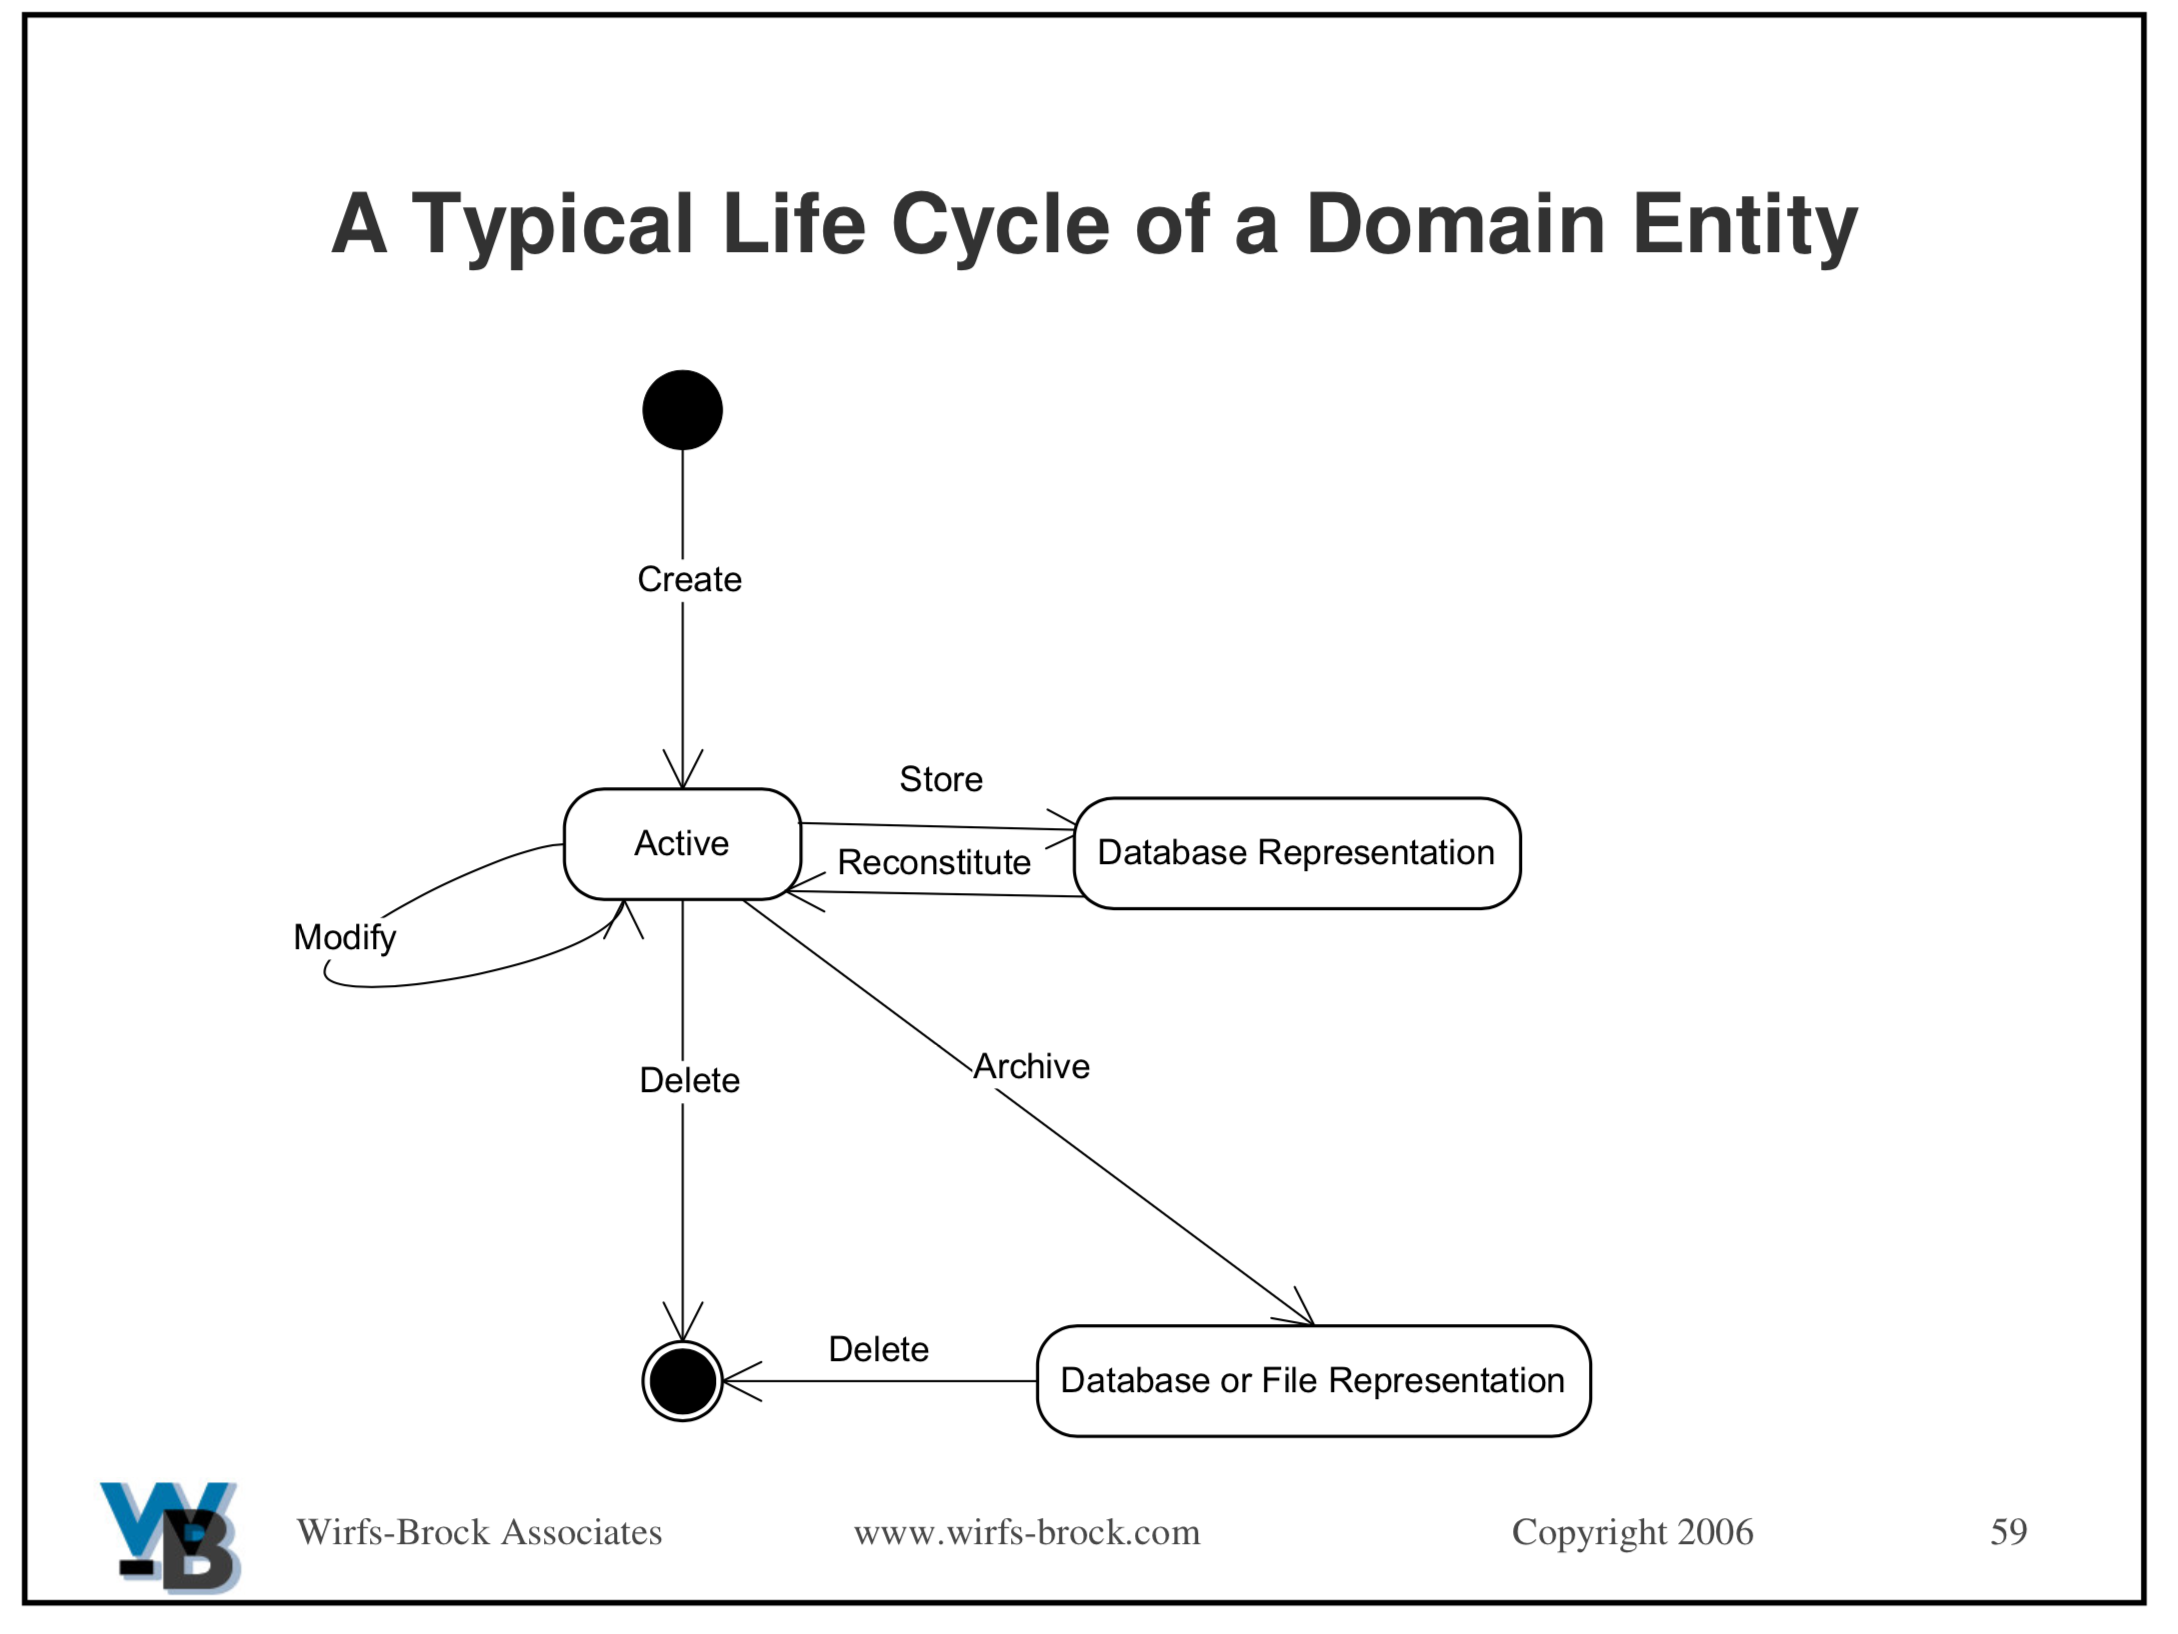 A Typical Life Cycle of a Domain Entity
Create
Store
Active
Reconstitute
Database Representation
Modify
Delete
Archive
Delete
Database or File Representation
WB
Wirfs-Brock Associates
www.wirfs-brock.com
Copyright 2006
59